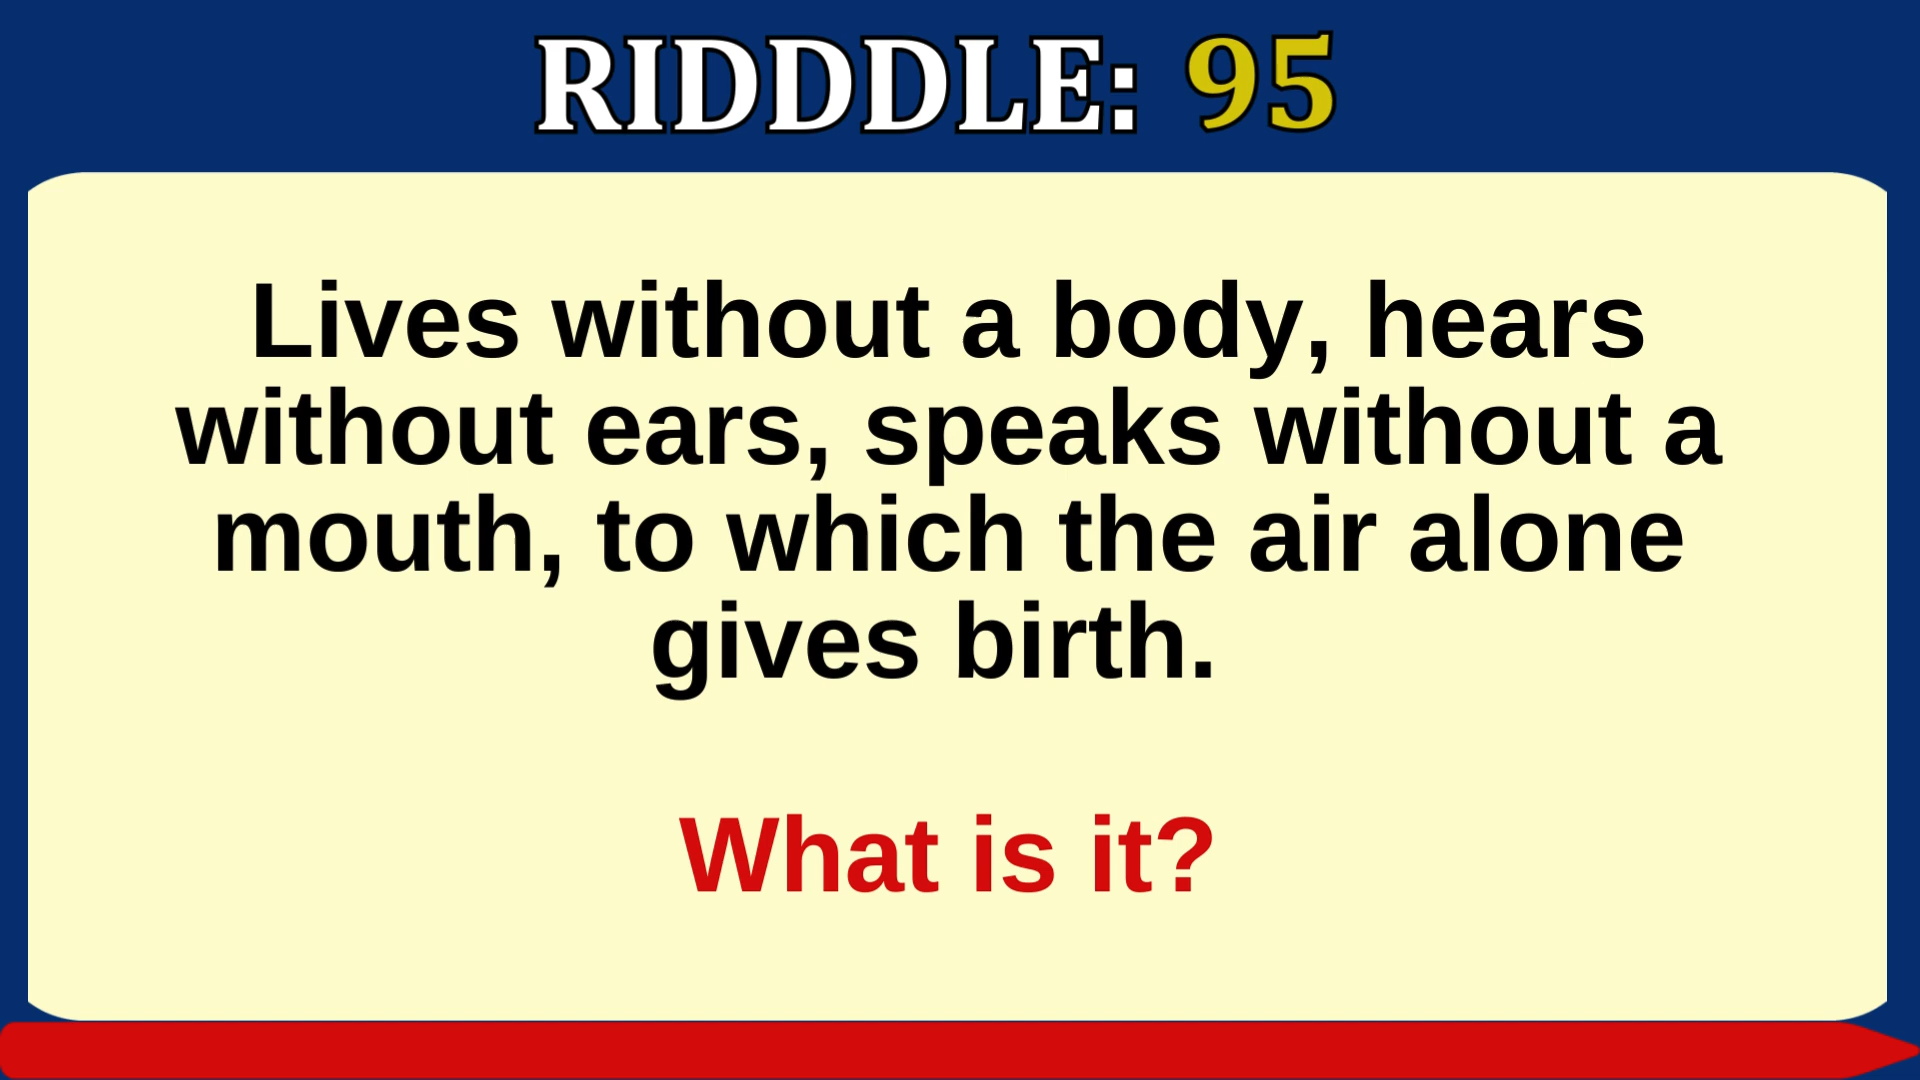 RIDDDLE: 95
Lives without a body, hears
without ears, speaks without a
mouth, to which the air alone
gives birth.
What is it?